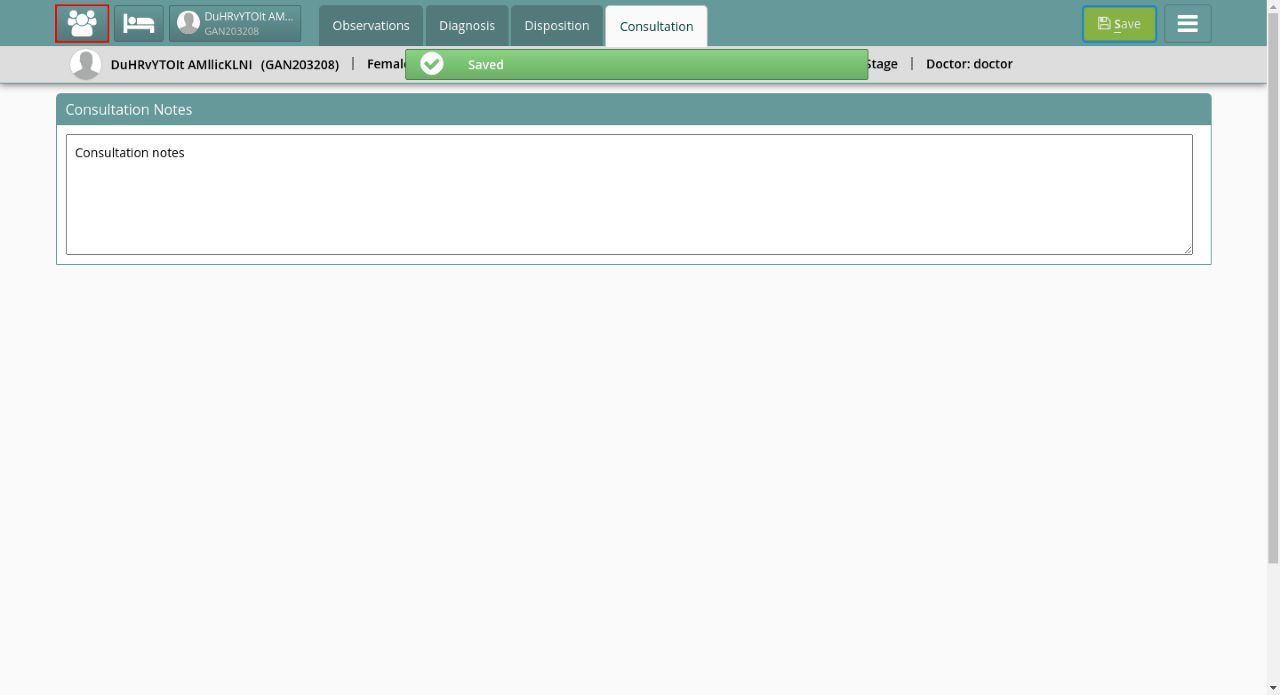 DuHRvYTOIt AM...
GAN203208
Observations
Diagnosis
Disposition
Consultation
Save
DuHRvYTOIt AMllicKLNI (GAN203208) | Female
Saved
Stage | Doctor: doctor
Consultation Notes
Consultation notes